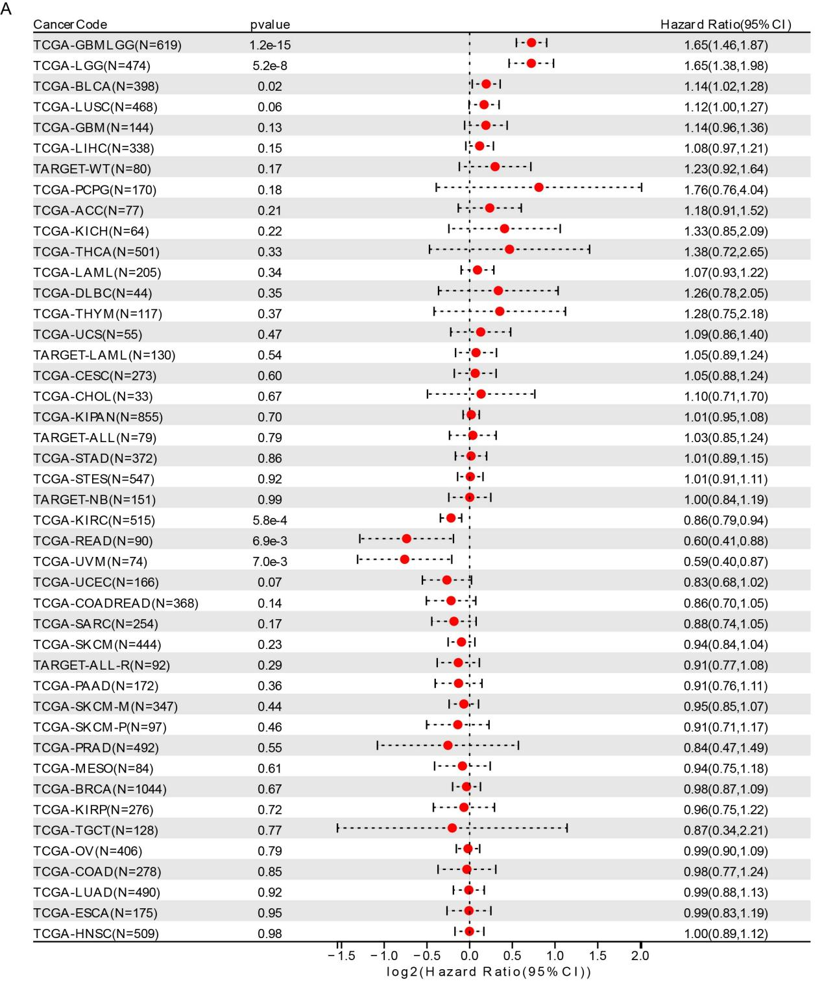 A
CancerCode pvalue Hazard Ratio(95%CI)
TCGA-GBMLGG(N=619) 1.2e-15 1.65(1.46,1.87)
TCGA-LGG(N=474) 5.2e-8 1.65(1.38,1.98)
TCGA-BLCA(N=398) 0.02 1.14(1.02,1.28)
TCGA-LUSC(N=468) 0.06 1.12(1.00,1.27)
TCGA-GBM(N=144) 0.13 1.14(0.96,1.36)
TCGA-LIHC(N=338) 0.15 1.08(0.97,1.21)
TARGET-WT(N=80) 0.17 1.23(0.92,1.64)
TCGA-PCPG(N=170) 0.18 1.76(0.76,4.04)
TCGA-ACC(N=77) 0.21 1.18(0.91,1.52)
TCGA-KICH(N=64) 0.22 1.33(0.85,2.09)
TCGA-THCA(N=501) 0.33 1.38(0.72,2.65)
TCGA-LAML(N=205) 0.34 1.07(0.93,1.22)
TCGA-DLBC(N=44) 0.35 1.26(0.78,2.05)
TCGA-THYM(N=117) 0.37 1.28(0.75,2.18)
TCGA-UCS(N=55) 0.47 1.09(0.86,1.40)
TARGET-LAML(N=130) 0.54 1.05(0.89,1.24)
TCGA-CESC(N=273) 0.60 1.05(0.88,1.24)
TCGA-CHOL(N=33) 0.67 1.10(0.71,1.70)
TCGA-KIPAN(N=855) 0.70 1.01(0.95,1.08)
TARGET-ALL(N=79) 0.79 1.03(0.85,1.24)
TCGA-STAD(N=372) 0.86 1.01(0.89,1.15)
TCGA-STES(N=547) 0.92 1.01(0.91,1.11)
TARGET-NB(N=151) 0.99 1.00(0.84,1.19)
TCGA-KIRC(N=515) 5.8e-4 0.86(0.79,0.94)
TCGA-READ(N=90) 6.9e-3 0.60(0.41,0.88)
TCGA-UVM(N=74) 7.0e-3 0.59(0.40,0.87)
TCGA-UCEC(N=166) 0.07 0.83(0.68,1.02)
TCGA-COADREAD(N=368) 0.14 0.86(0.70,1.05)
TCGA-SARC(N=254) 0.17 0.88(0.74,1.05)
TCGA-SKCM(N=444) 0.23 0.94(0.84,1.04)
TARGET-ALL-R(N=92) 0.29 0.91(0.77,1.08)
TCGA-PAAD(N=172) 0.36 0.91(0.76,1.11)
TCGA-SKCM-M(N=347) 0.44 0.95(0.85,1.07)
TCGA-SKCM-P(N=97) 0.46 0.91(0.71,1.17)
TCGA-PRAD(N=492) 0.55 0.84(0.47,1.49)
TCGA-MESO(N=84) 0.61 0.94(0.75,1.18)
TCGA-BRCA(N=1044) 0.67 0.98(0.87,1.09)
TCGA-KIRP(N=276) 0.72 0.96(0.75,1.22)
TCGA-TGCT(N=128) 0.77 0.87(0.34,2.21)
TCGA-OV(N=406) 0.79 0.99(0.90,1.09)
TCGA-COAD(N=278) 0.85 0.98(0.77,1.24)
TCGA-LUAD(N=490) 0.92 0.99(0.88,1.13)
TCGA-ESCA(N=175) 0.95 0.99(0.83,1.19)
TCGA-HNSC(N=509) 0.98 1.00(0.89,1.12)
−1.5 −1.0 −0.5 0.0 0.5 1.0 1.5 2.0
log2(Hazard Ratio(95%CI))